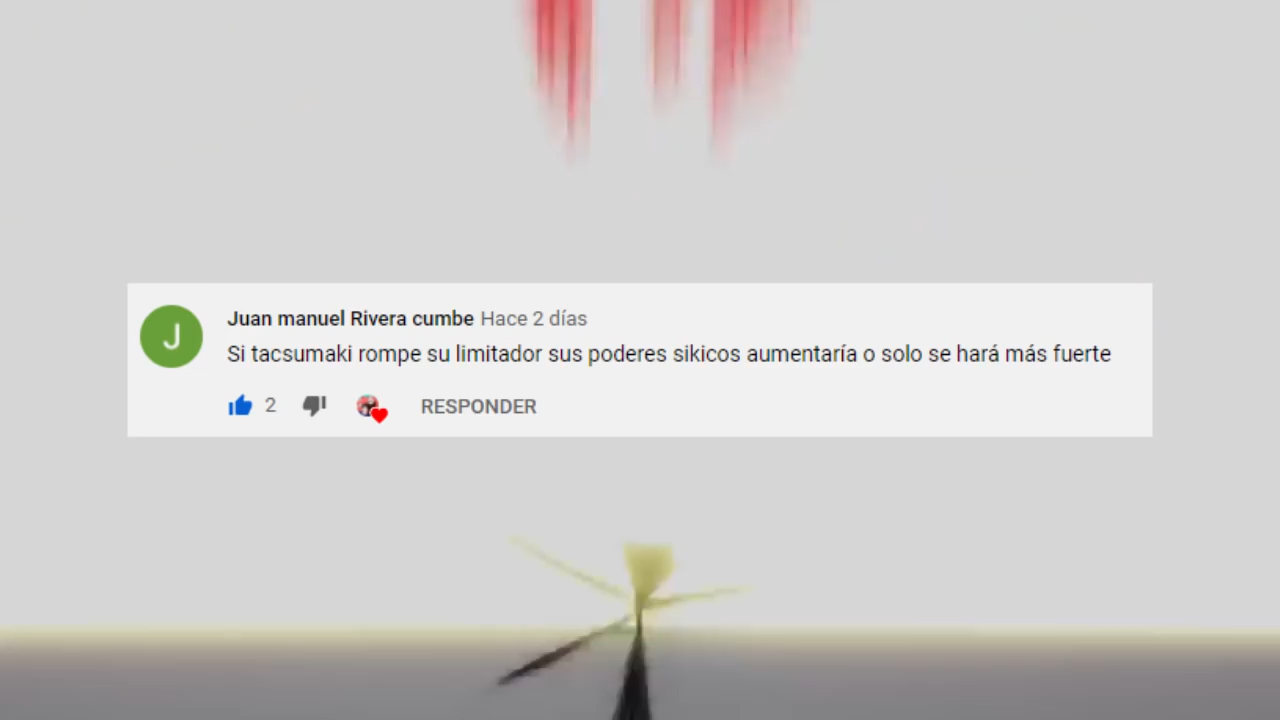 Juan manuel Rivera cumbe Hace 2 días
Si tacsumaki rompe su limitador sus poderes sikicos aumentaría o solo se hará más fuerte
2 RESPONDER